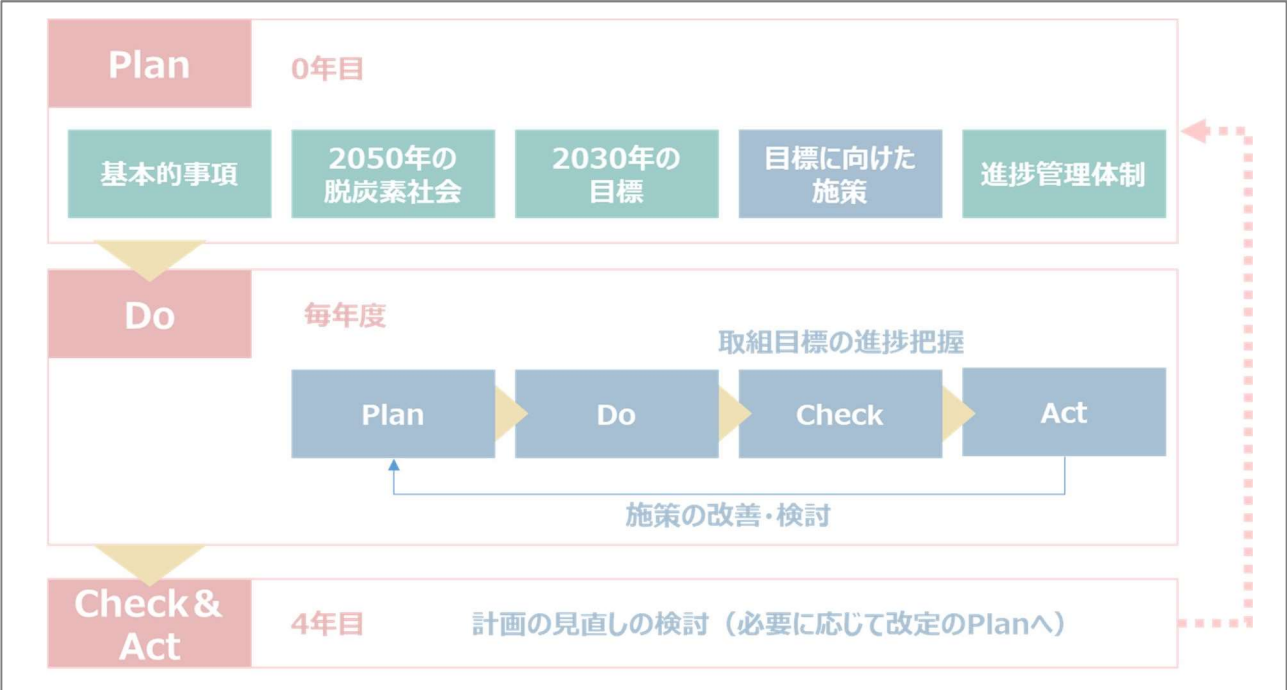 Plan
0年目
基本的事項
2050年の
脱炭素社会
2030年の
目標
目標に向けた
施策
進捗管理体制
Do
毎年度
取組目標の進捗把握
Plan
Do
Check
Act
施策の改善・検討
Check&
Act
4年目
計画の見直しの検討（必要に応じて改定のPlanへ）